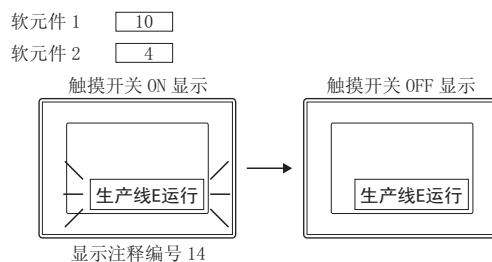 软元件 1 10
软元件 2 4
触摸开关 ON 显示 触摸开关 OFF 显示
生产线E运行 生产线E运行
显示注释编号 14